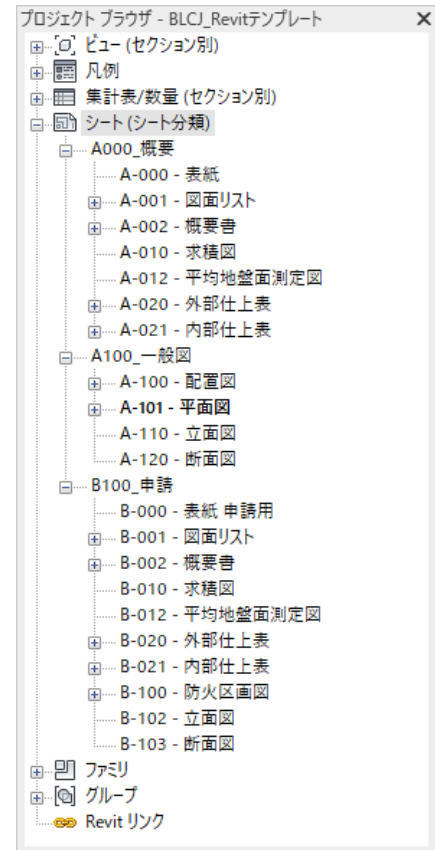 プロジェクト ブラウザ - BLCJ_Revitテンプレート
ビュー (セクション別)
凡例
集計表/数量 (セクション別)
シート (シート分類)
A000_概要
A-000 - 表紙
A-001 - 図面リスト
A-002 - 概要書
A-010 - 求積図
A-012 - 平均地盤面測定図
A-020 - 外部仕上表
A-021 - 内部仕上表
A100_一般図
A-100 - 配置図
A-101 - 平面図
A-110 - 立面図
A-120 - 断面図
B100_申請
B-000 - 表紙 申請用
B-001 - 図面リスト
B-002 - 概要書
B-010 - 求積図
B-012 - 平均地盤面測定図
B-020 - 外部仕上表
B-021 - 内部仕上表
B-100 - 防火区画図
B-102 - 立面図
B-103 - 断面図
ファミリ
グループ
Revit リンク